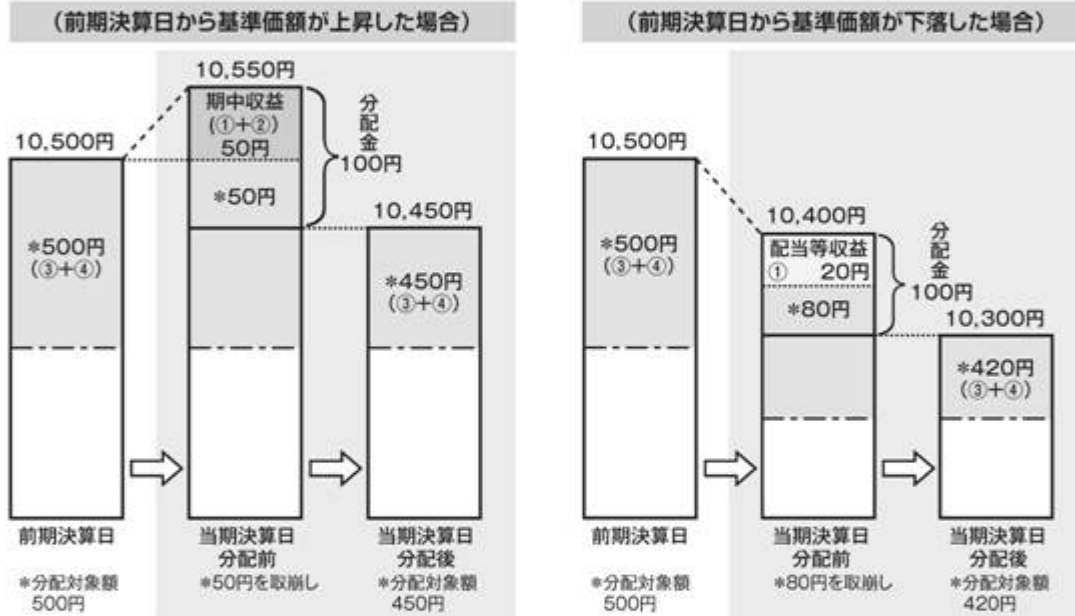 (前期決算日から基準価額が上昇した場合)
10,550円
期中収益
(①+②)
50円
*50円
分配金
100円
10,500円
*500円
(③+④)
10,450円
*450円
(③+④)
前期決算日
当期決算日
分配前
当期決算日
分配後
*分配対象額
500円
*50円を取崩し
*分配対象額
450円
(前期決算日から基準価額が下落した場合)
10,500円
*500円
(③+④)
10,400円
配当等収益
① 20円
*80円
分配金
100円
10,300円
*420円
(③+④)
前期決算日
当期決算日
分配前
当期決算日
分配後
*分配対象額
500円
*80円を取崩し
*分配対象額
420円